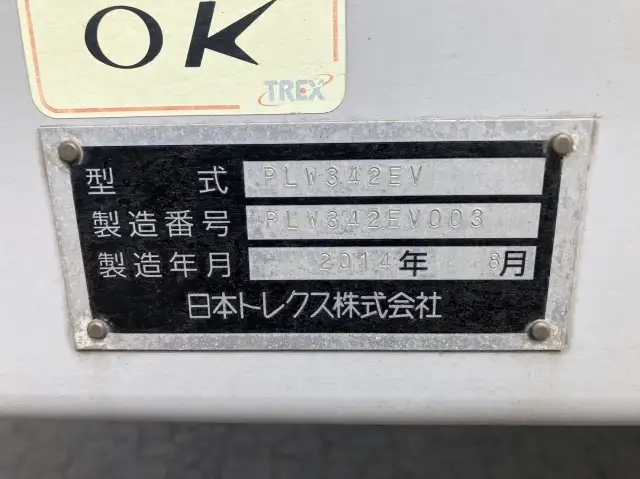 OK
TREX
型式 PLW342EV
製造番号 PLW342EV003
製造年月 2014年 8月
日本トレクス株式会社